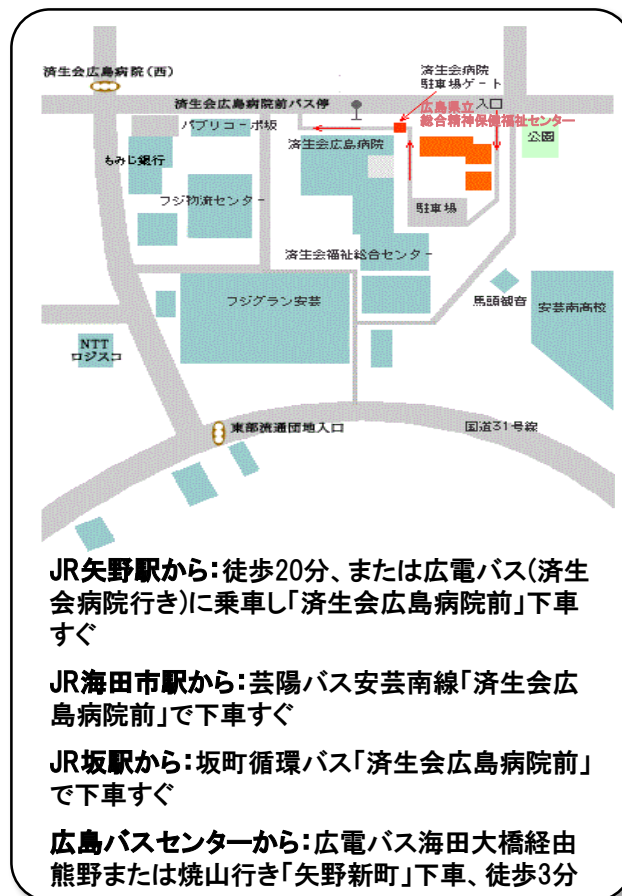 済生会広島病院(西)
済生会病院
駐車場ゲート
済生会広島病院前バス停
入口
広島県立
総合精神保健福祉センター
パブリコーポ坂
公園
済生会広島病院
もみじ銀行
フジ物流センター
駐車場
済生会福祉総合センター
フジグラン安芸
馬頭観音
安芸南高校
NTT
ロジスコ
東部流通団地入口
国道31号線
JR矢野駅から:徒歩20分、または広電バス(済生
会病院行き)に乗車し「済生会広島病院前」下車
すぐ
JR海田市駅から:芸陽バス安芸南線「済生会広
島病院前」で下車すぐ
JR坂駅から:坂町循環バス「済生会広島病院前」
で下車すぐ
広島バスセンターから:広電バス海田大橋経由
熊野または焼山行き「矢野新町」下車、徒歩3分